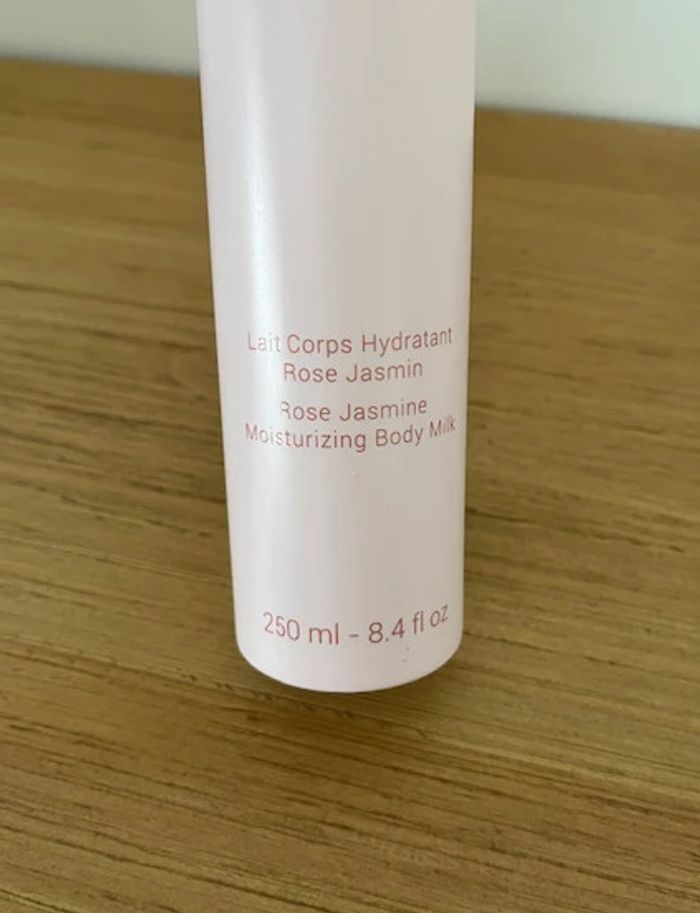 Lait Corps Hydratant
Rose Jasmin
Rose Jasmine
Moisturizing Body Milk
250 ml - 8.4 fl oz